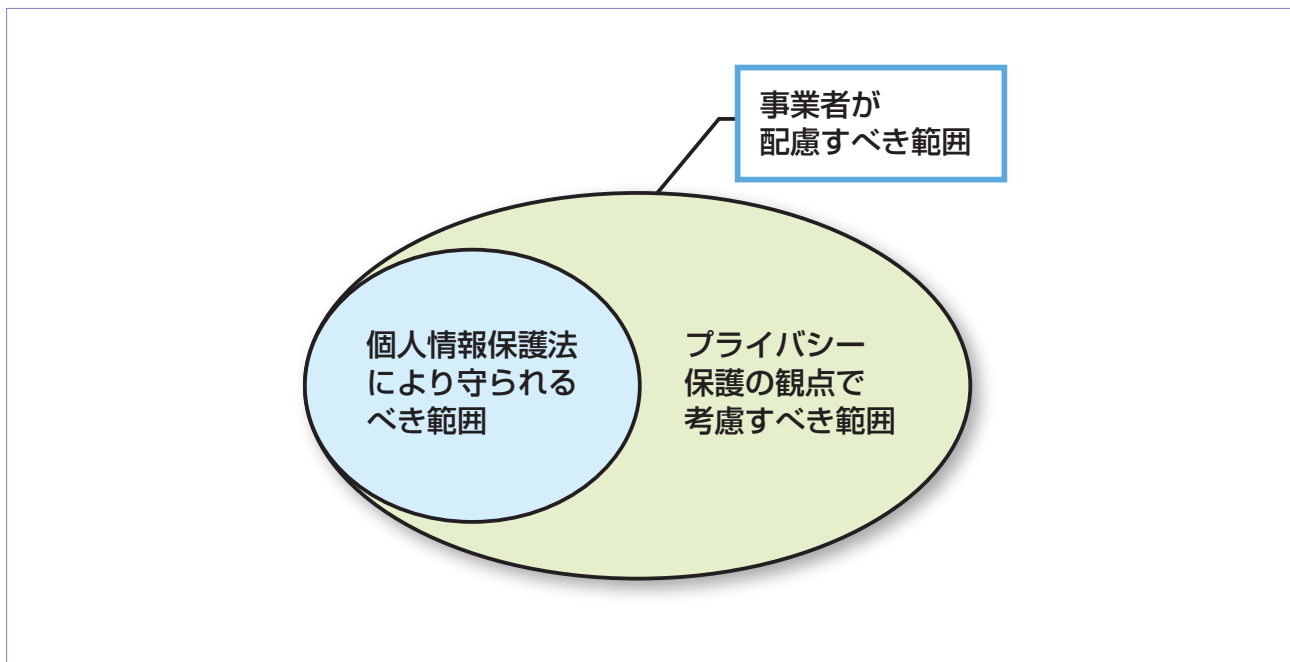 事業者が
配慮すべき範囲
個人情報保護法
により守られる
べき範囲
プライバシー
保護の観点で
考慮すべき範囲